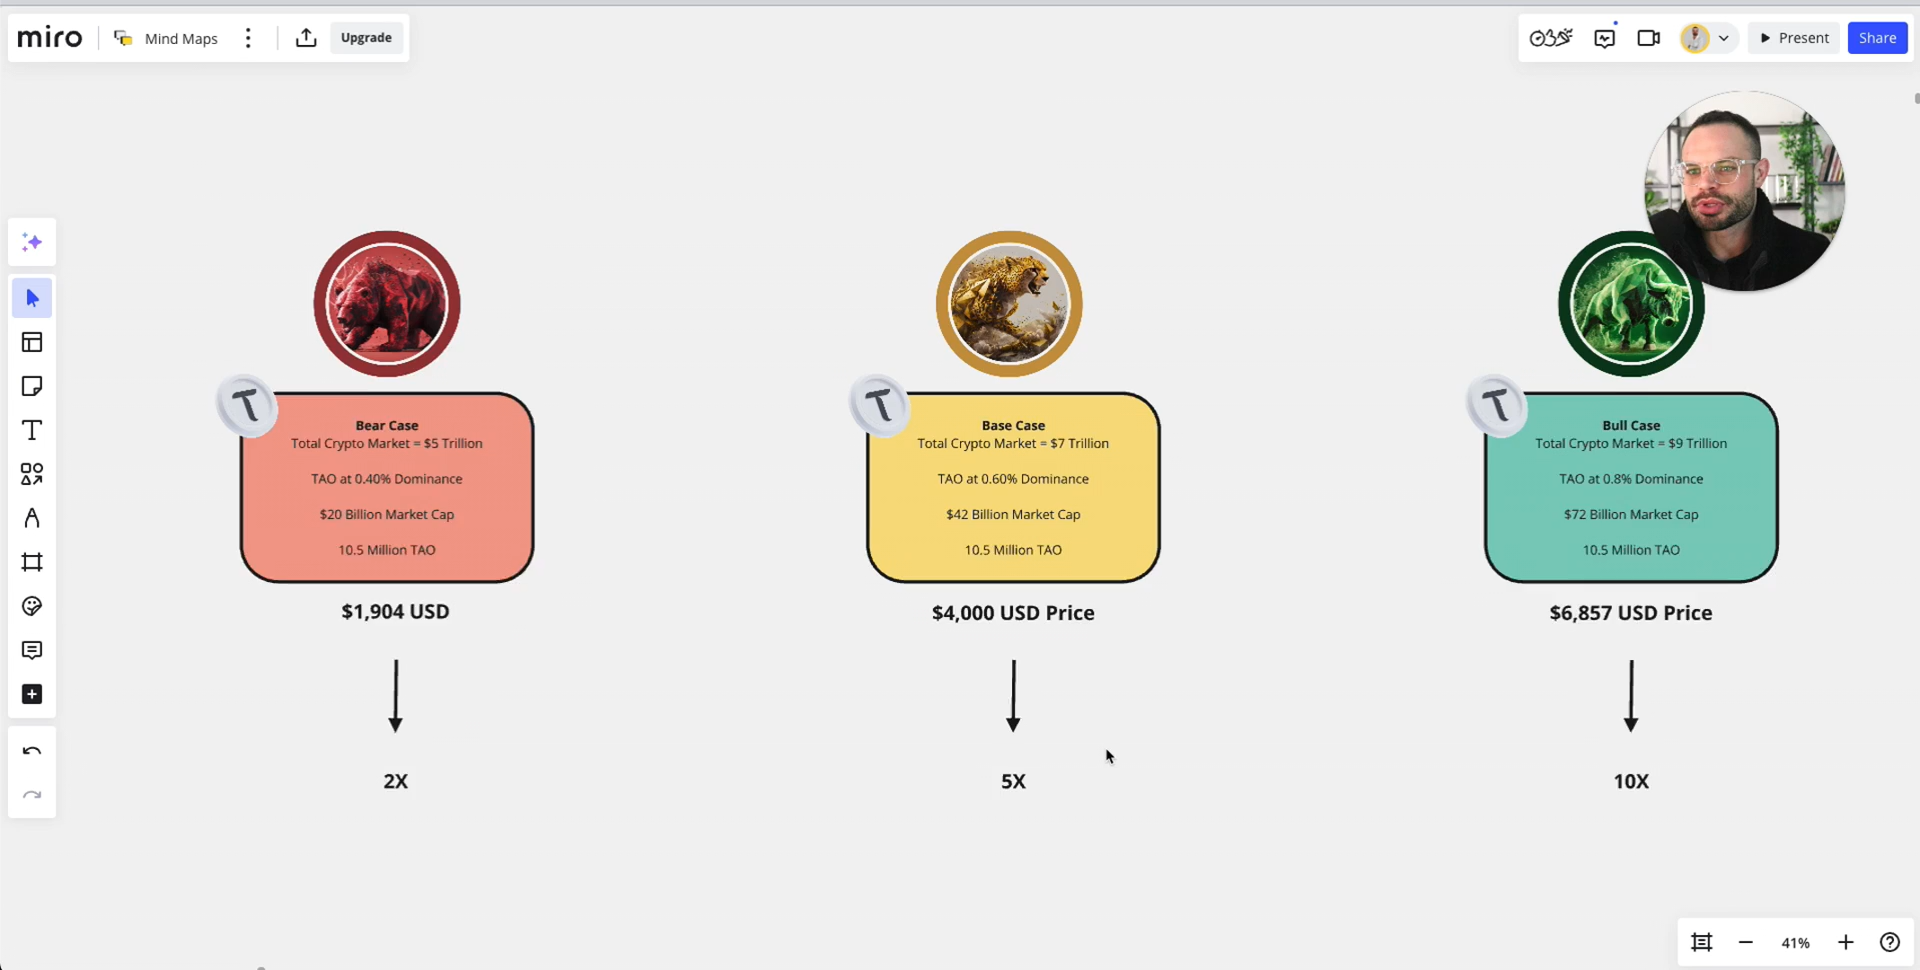 miro
Mind Maps
Upgrade
Present
Share
Bear Case
Total Crypto Market = $5 Trillion
TAO at 0.40% Dominance
$20 Billion Market Cap
10.5 Million TAO
$1,904 USD
2X
Base Case
Total Crypto Market = $7 Trillion
TAO at 0.60% Dominance
$42 Billion Market Cap
10.5 Million TAO
$4,000 USD Price
5X
Bull Case
Total Crypto Market = $9 Trillion
TAO at 0.8% Dominance
$72 Billion Market Cap
10.5 Million TAO
$6,857 USD Price
10X
41%